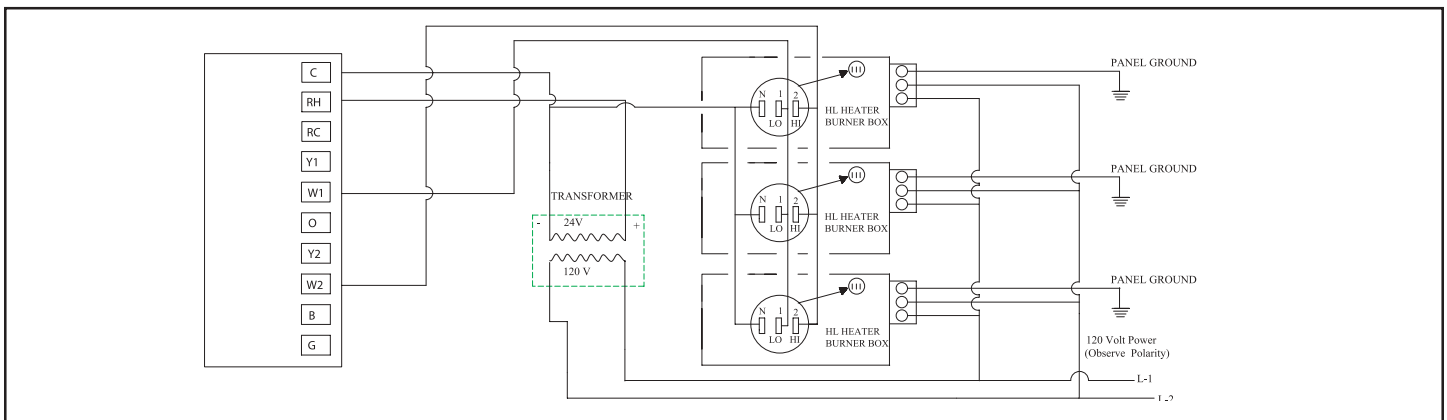 C
RH
RC
Y1
W1
O
Y2
W2
B
G
TRANSFORMER
- 24V +
120 V
N 1 2
LO HI
HL HEATER
BURNER BOX
PANEL GROUND
N 1 2
LO HI
HL HEATER
BURNER BOX
PANEL GROUND
N 1 2
LO HI
HL HEATER
BURNER BOX
PANEL GROUND
120 Volt Power
(Observe Polarity)
L-1
L-2